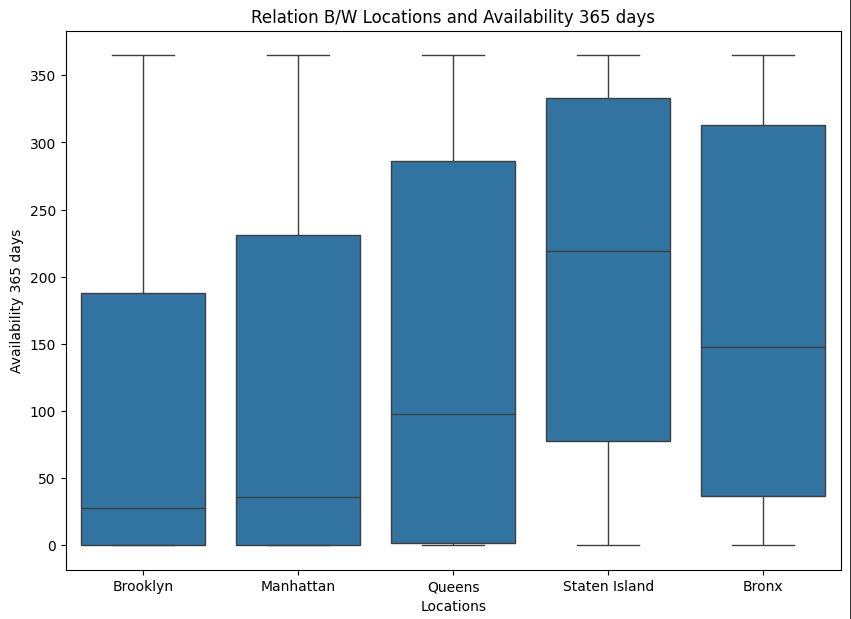 Relation B/W Locations and Availability 365 days
350
300
250
200
150
100
50
0
Availability 365 days
Brooklyn Manhattan Queens Staten Island Bronx
Locations